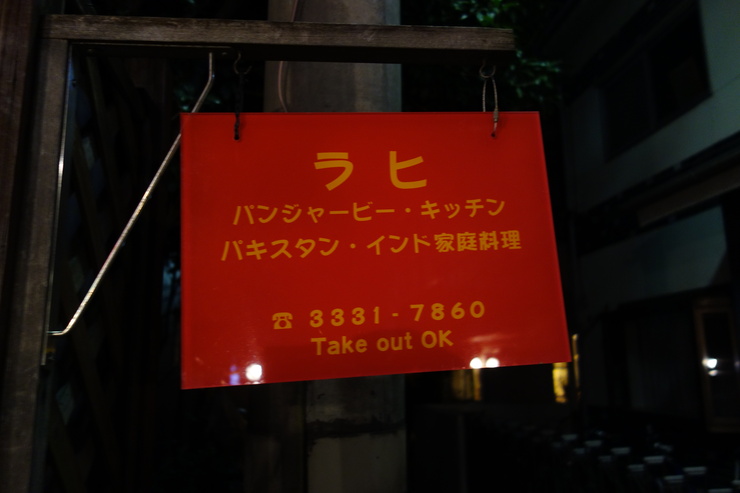 ラヒ
パンジャービー・キッチン
パキスタン・インド家庭料理
☎ 3331-7860
Take out OK